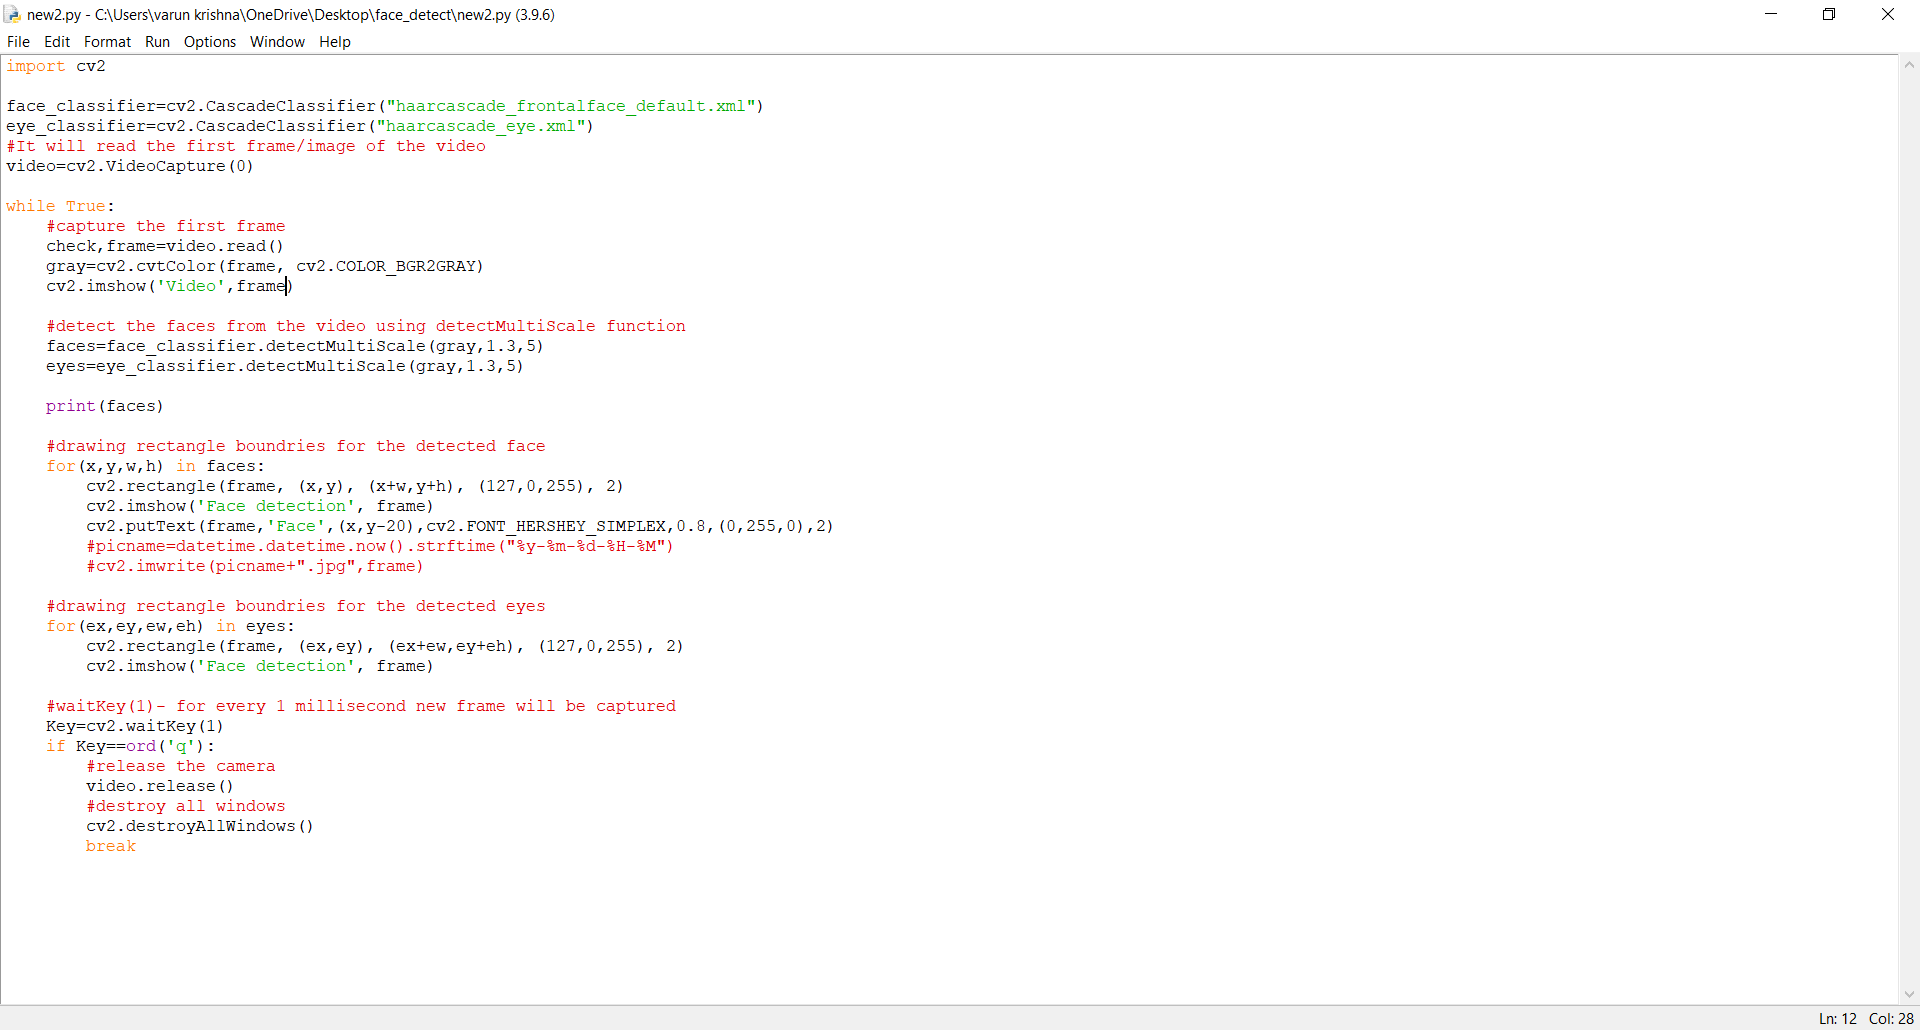 new2.py - C:\Users\varun krishna\OneDrive\Desktop\face_detect\new2.py (3.9.6)
File Edit Format Run Options Window Help
import cv2

face_classifier=cv2.CascadeClassifier("haarcascade_frontalface_default.xml")
eye_classifier=cv2.CascadeClassifier("haarcascade_eye.xml")
#It will read the first frame/image of the video
video=cv2.VideoCapture(0)

while True:
    #capture the first frame
    check,frame=video.read()
    gray=cv2.cvtColor(frame, cv2.COLOR_BGR2GRAY)
    cv2.imshow('Video',frame)

    #detect the faces from the video using detectMultiScale function
    faces=face_classifier.detectMultiScale(gray,1.3,5)
    eyes=eye_classifier.detectMultiScale(gray,1.3,5)

    print(faces)

    #drawing rectangle boundries for the detected face
    for(x,y,w,h) in faces:
        cv2.rectangle(frame, (x,y), (x+w,y+h), (127,0,255), 2)
        cv2.imshow('Face detection', frame)
        cv2.putText(frame,'Face',(x,y-20),cv2.FONT_HERSHEY_SIMPLEX,0.8,(0,255,0),2)
        #picname=datetime.datetime.now().strftime("%y-%m-%d-%H-%M")
        #cv2.imwrite(picname+".jpg",frame)

    #drawing rectangle boundries for the detected eyes
    for(ex,ey,ew,eh) in eyes:
        cv2.rectangle(frame, (ex,ey), (ex+ew,ey+eh), (127,0,255), 2)
        cv2.imshow('Face detection', frame)

    #waitKey(1)- for every 1 millisecond new frame will be captured
    Key=cv2.waitKey(1)
    if Key==ord('q'):
        #release the camera
        video.release()
        #destroy all windows
        cv2.destroyAllWindows()
        break
Ln: 12 Col: 28